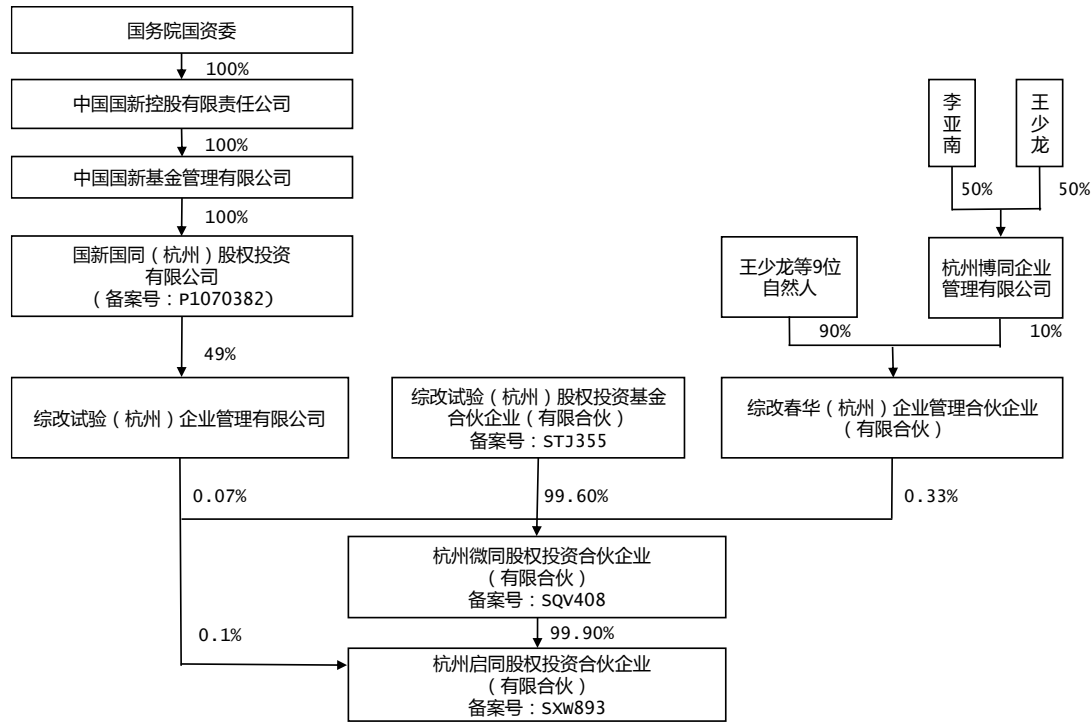 国务院国资委
100%
中国国新控股有限责任公司
100%
中国国新基金管理有限公司
100%
国新国同（杭州）股权投资
有限公司
（备案号：P1070382）
49%
李亚南
王少龙
50%
50%
王少龙等9位
自然人
杭州博同企业
管理有限公司
90%
10%
综改试验（杭州）企业管理有限公司
综改试验（杭州）股权投资基金
合伙企业（有限合伙）
备案号：STJ355
综改春华（杭州）企业管理合伙企业
（有限合伙）
0.07%
99.60%
0.33%
杭州微同股权投资合伙企业
（有限合伙）
备案号：SQV408
0.1%
99.90%
杭州启同股权投资合伙企业
（有限合伙）
备案号：SXW893